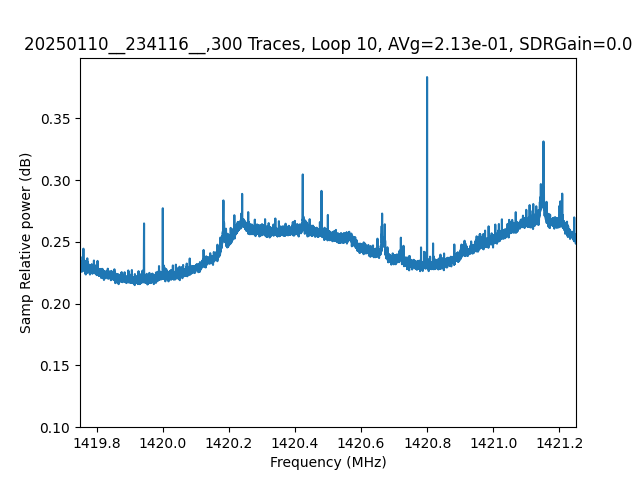 20250110__234116__,300 Traces, Loop 10, AVg=2.13e-01, SDRGain=0.0
Samp Relative power (dB)
0.35
0.30
0.25
0.20
0.15
0.10
1419.8 1420.0 1420.2 1420.4 1420.6 1420.8 1421.0 1421.2
Frequency (MHz)